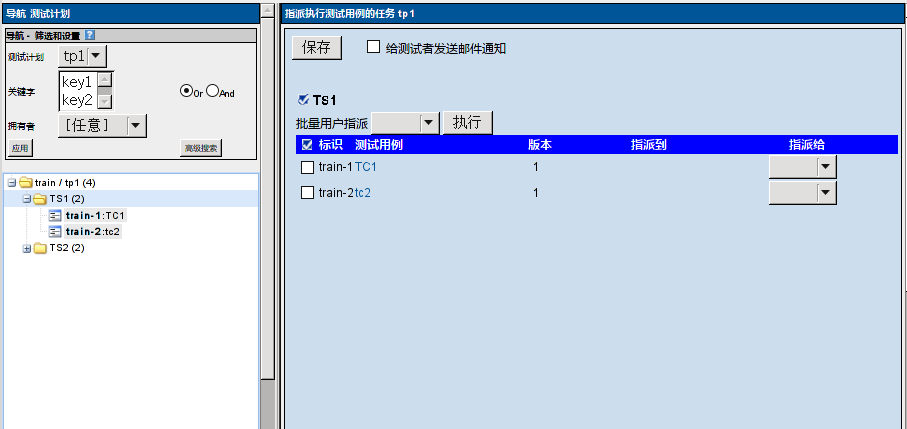 导航 测试计划
导航 - 筛选和设置 ?
测试计划 tp1
关键字 key1 key2 Or And
拥有者 [任意]
应用 高级搜索
train / tp1 (4)
TS1 (2)
train-1:TC1
train-2:tc2
TS2 (2)
指派执行测试用例的任务 tp1
保存 给测试者发送邮件通知
TS1
批量用户指派 执行
标识 测试用例 版本 指派到 指派给
train-1 TC1 1
train-2 tc2 1